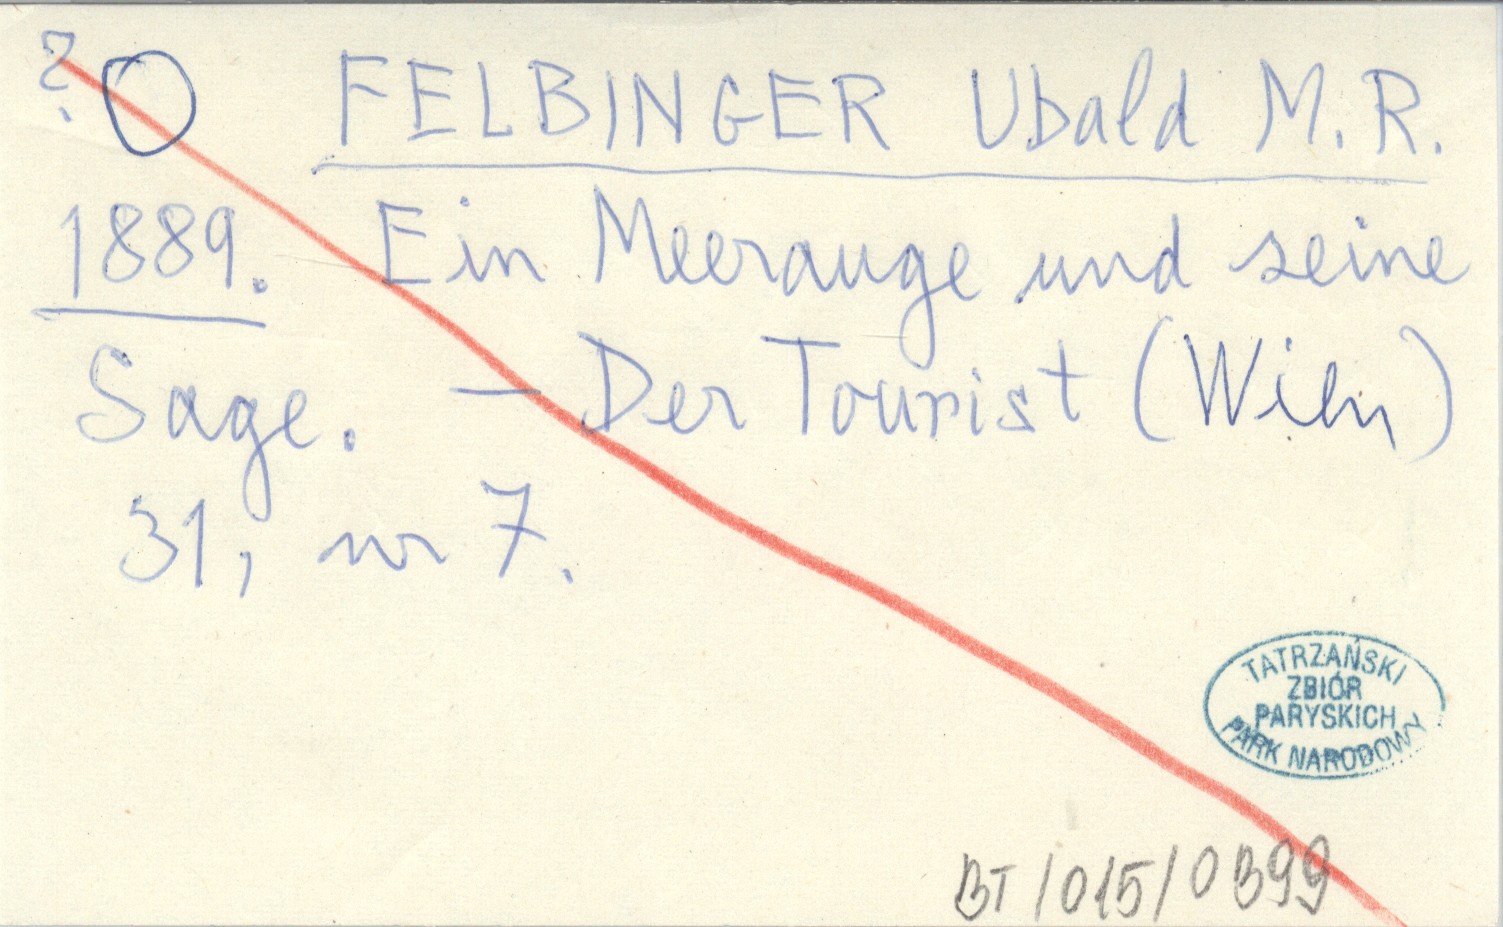 ? O FELBINGER Ubald M. R.
1889. Ein Meerauge und seine
Sage. — Der Tourist (Wien)
31, nr 7.
TATRZAŃSKI
ZBIÓR
PARYSKICH
PARK NARODOWY
BT/015/0B99